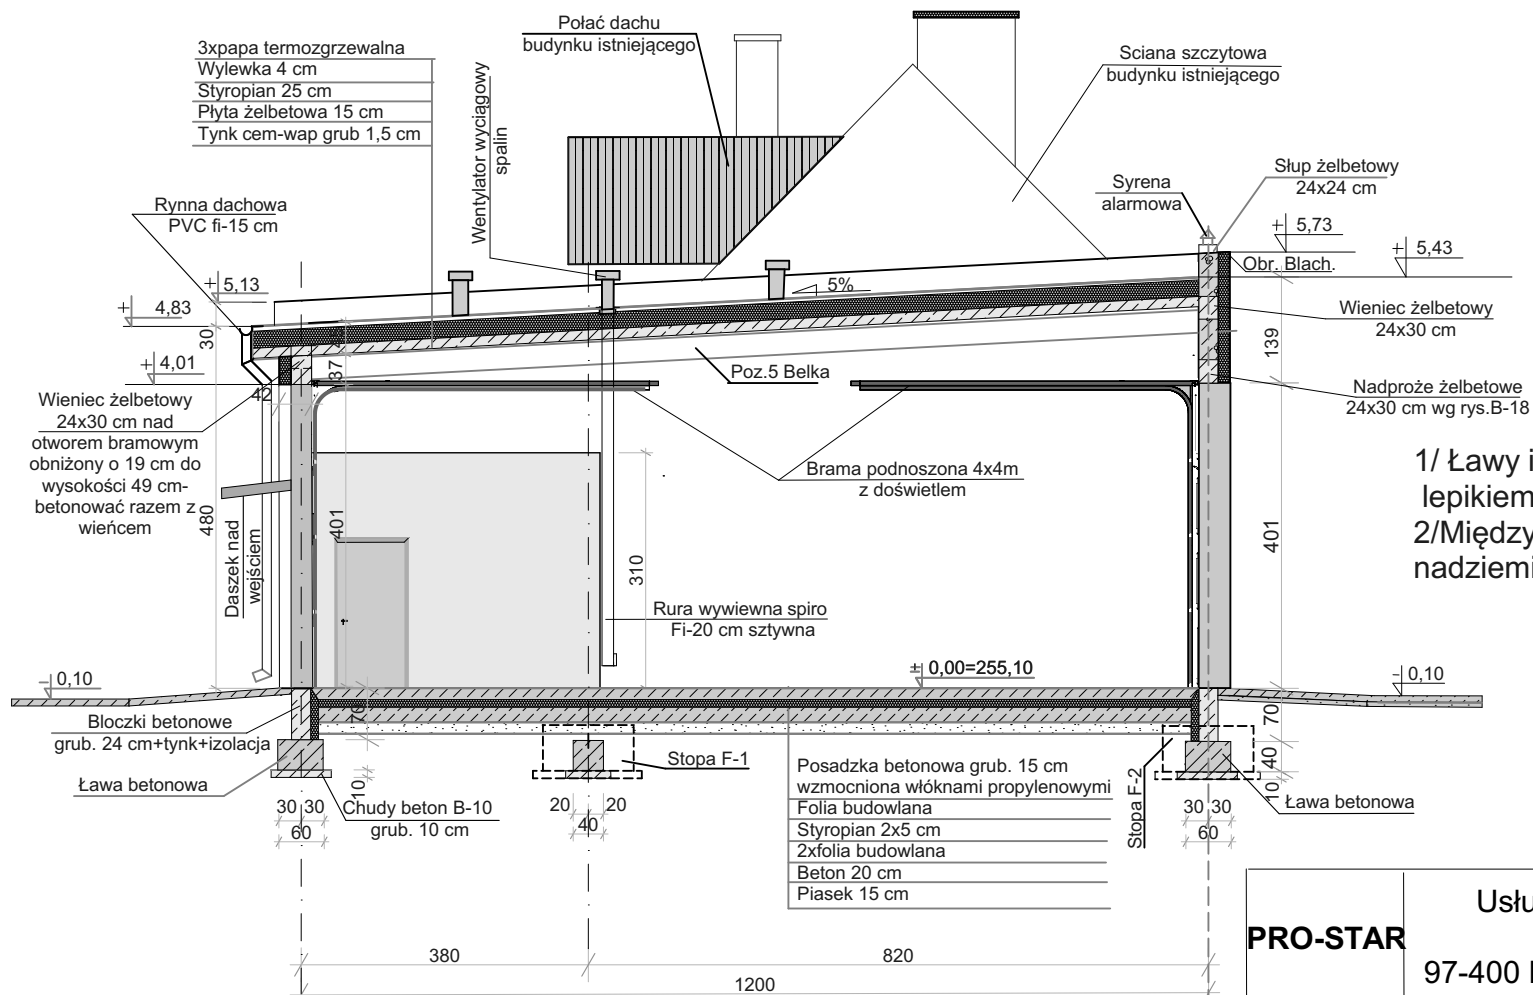 Połać dachu
budynku istniejącego
3xpapa termozgrzewalna
Wylewka 4 cm
Styropian 25 cm
Płyta żelbetowa 15 cm
Tynk cem-wap grub 1,5 cm
Wentylator wyciągowy
spalin
Sciana szczytowa
budynku istniejącego
Słup żelbetowy
24x24 cm
Syrena
alarmowa
Rynna dachowa
PVC fi-15 cm
+ 5,73
+ 5,43
Obr. Blach.
+ 5,13
5%
+ 4,83
30
Wieniec żelbetowy
24x30 cm
139
+ 4,01
37
42
Poz.5 Belka
Nadproże żelbetowe
24x30 cm wg rys.B-18
Wieniec żelbetowy
24x30 cm nad
otworem bramowym
obniżony o 19 cm do
wysokości 49 cm-
betonować razem z
wieńcem
Brama podnoszona 4x4m
z doświetlem
1/ Ławy i
lepikiem
2/Między
nadziemi
480
401
401
310
Daszek nad
wejściem
Rura wywiewna spiro
Fi-20 cm sztywna
- 0,10
± 0,00=255,10
- 0,10
Bloczki betonowe
grub. 24 cm+tynk+izolacja
70
70
Ława betonowa
Stopa F-1
Stopa F-2
40
10
10
Chudy beton B-10
grub. 10 cm
30 30
60
20 20
40
30 30
60
Ława betonowa
Posadzka betonowa grub. 15 cm
wzmocniona włóknami propylenowymi
Folia budowlana
Styropian 2x5 cm
2xfolia budowlana
Beton 20 cm
Piasek 15 cm
380
820
1200
PRO-STAR
Usłu
97-400